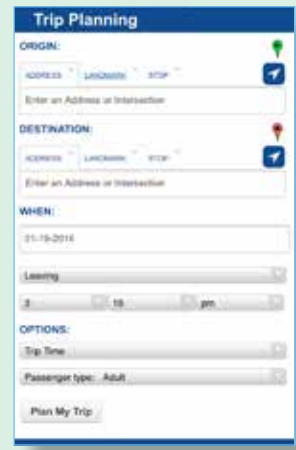 Trip Planning
ORIGIN:
ADDRESS LANDMARK STOP
Enter an Address or Intersection
DESTINATION:
ADDRESS LANDMARK STOP
Enter an Address or Intersection
WHEN:
01-19-2016
Leaving
3 10 pm
OPTIONS:
Trip Time
Passenger type: Adult
Plan My Trip